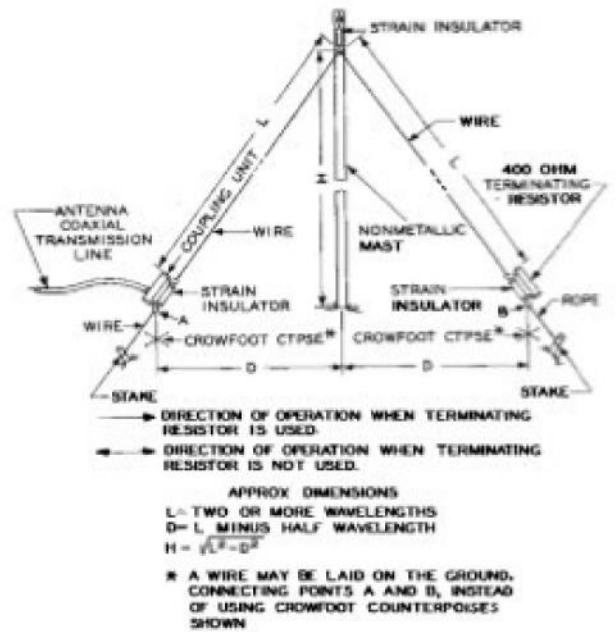 STRAIN INSULATOR
L
WIRE
L
400 OHM
TERMINATING
RESISTOR
COUPLING UNIT
H
ANTENNA
COAXIAL
TRANSMISSION
LINE
WIRE
NONMETALLIC
MAST
STRAIN
INSULATOR
STRAIN
INSULATOR
ROPE
WIRE
A
B
CROWFOOT CTPSE*
CROWFOOT CTPSE*
D
D
STAKE
STAKE
DIRECTION OF OPERATION WHEN TERMINATING
RESISTOR IS USED.
DIRECTION OF OPERATION WHEN TERMINATING
RESISTOR IS NOT USED.
APPROX DIMENSIONS
L= TWO OR MORE WAVELENGTHS
D= L MINUS HALF WAVELENGTH
H = √L²-D²
* A WIRE MAY BE LAID ON THE GROUND,
CONNECTING POINTS A AND B, INSTEAD
OF USING CROWFOOT COUNTERPOISES
SHOWN